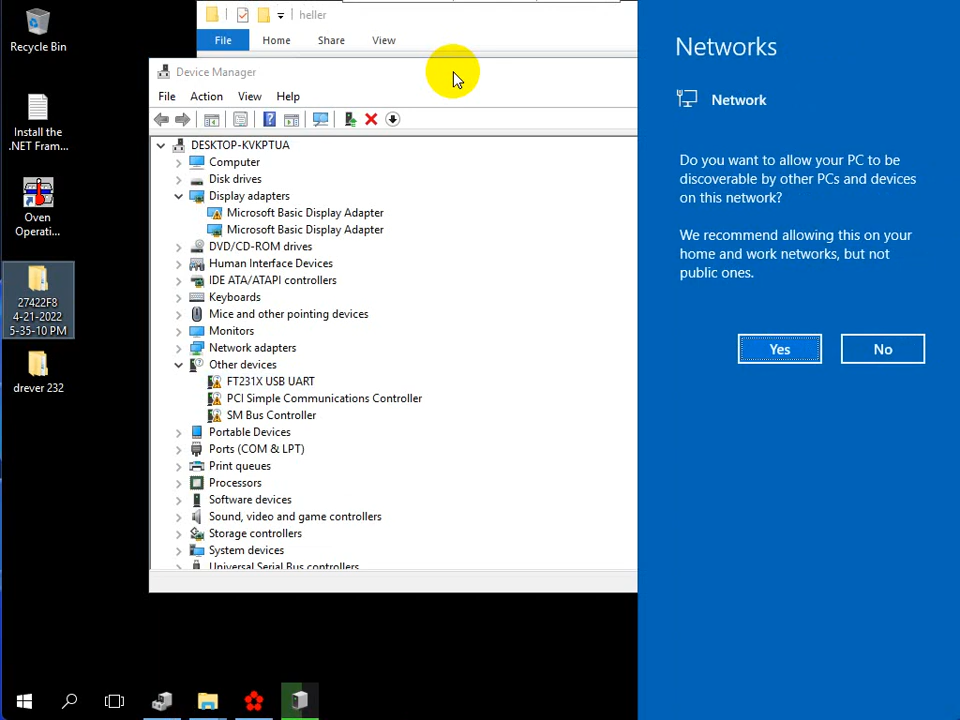 Recycle Bin
Install the
.NET Fram...
Oven
Operati...
27422F8
4-21-2022
5-35-10 PM
drever 232
heller
File
Home
Share
View
Device Manager
File
Action
View
Help
DESKTOP-KVKPTUA
Computer
Disk drives
Display adapters
Microsoft Basic Display Adapter
Microsoft Basic Display Adapter
DVD/CD-ROM drives
Human Interface Devices
IDE ATA/ATAPI controllers
Keyboards
Mice and other pointing devices
Monitors
Network adapters
Other devices
FT231X USB UART
PCI Simple Communications Controller
SM Bus Controller
Portable Devices
Ports (COM & LPT)
Print queues
Processors
Software devices
Sound, video and game controllers
Storage controllers
System devices
Universal Serial Bus controllers
Networks
Network
Do you want to allow your PC to be
discoverable by other PCs and devices
on this network?
We recommend allowing this on your
home and work networks, but not
public ones.
Yes
No